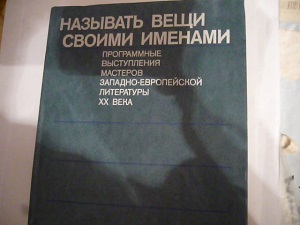 НАЗЫВАТЬ ВЕЩИ
СВОИМИ ИМЕНАМИ
ПРОГРАММНЫЕ
ВЫСТУПЛЕНИЯ
МАСТЕРОВ
ЗАПАДНО-ЕВРОПЕЙСКОЙ
ЛИТЕРАТУРЫ
XX ВЕКА